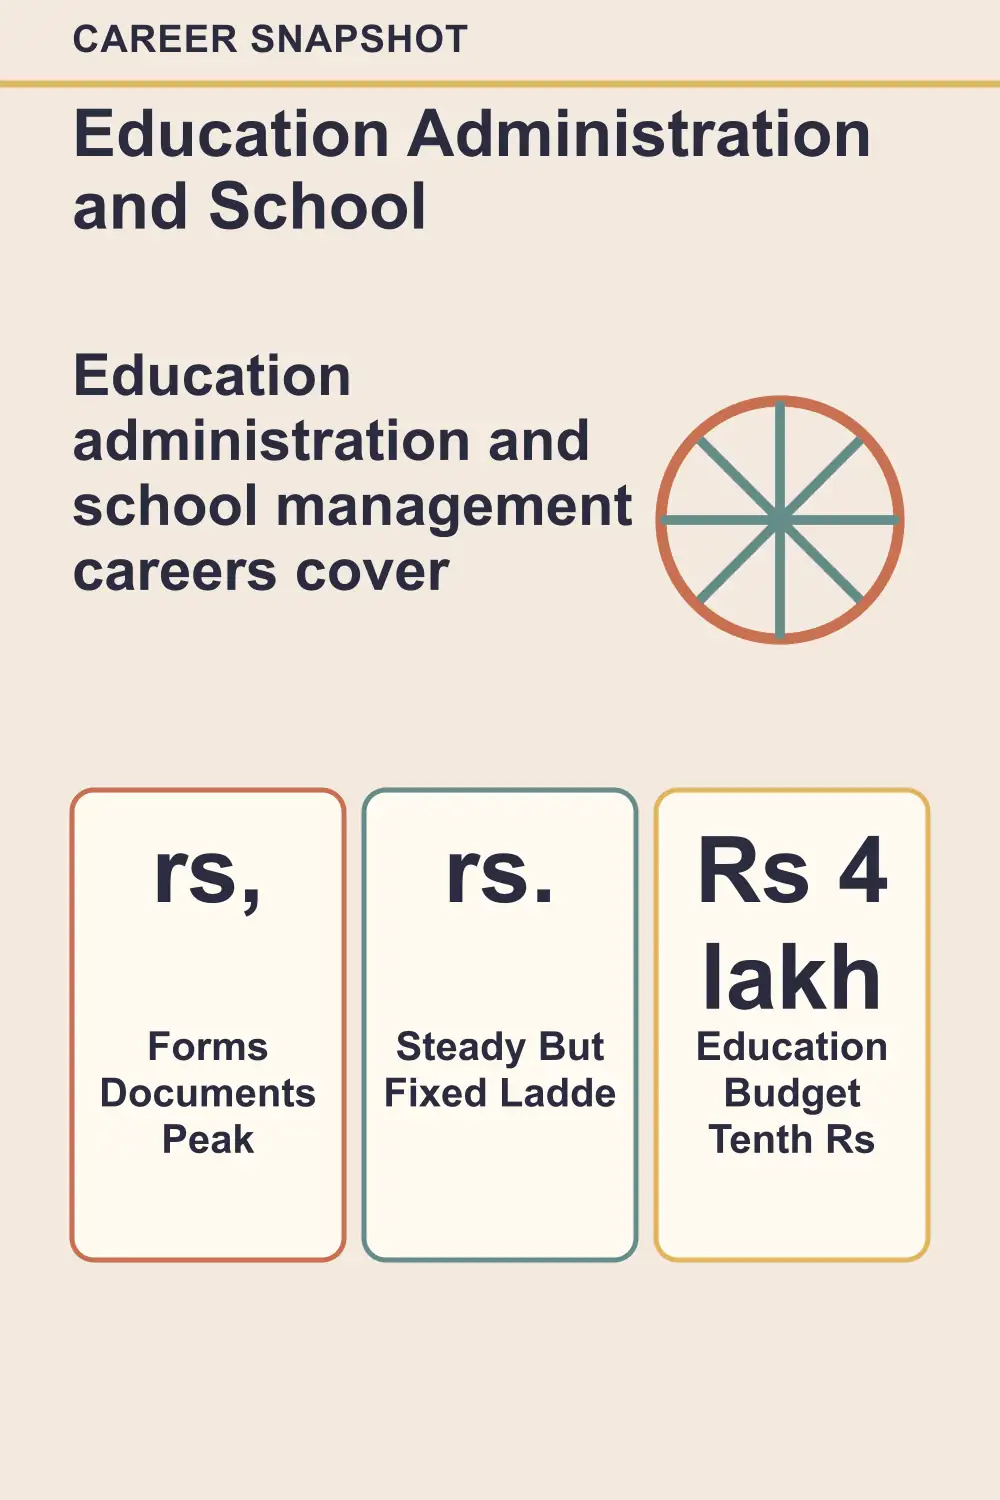 CAREER SNAPSHOT
Education Administration
and School
Education
administration and
school management
careers cover
rs,
Forms
Documents
Peak
rs.
Steady But
Fixed Ladde
Rs 4
lakh
Education
Budget
Tenth Rs